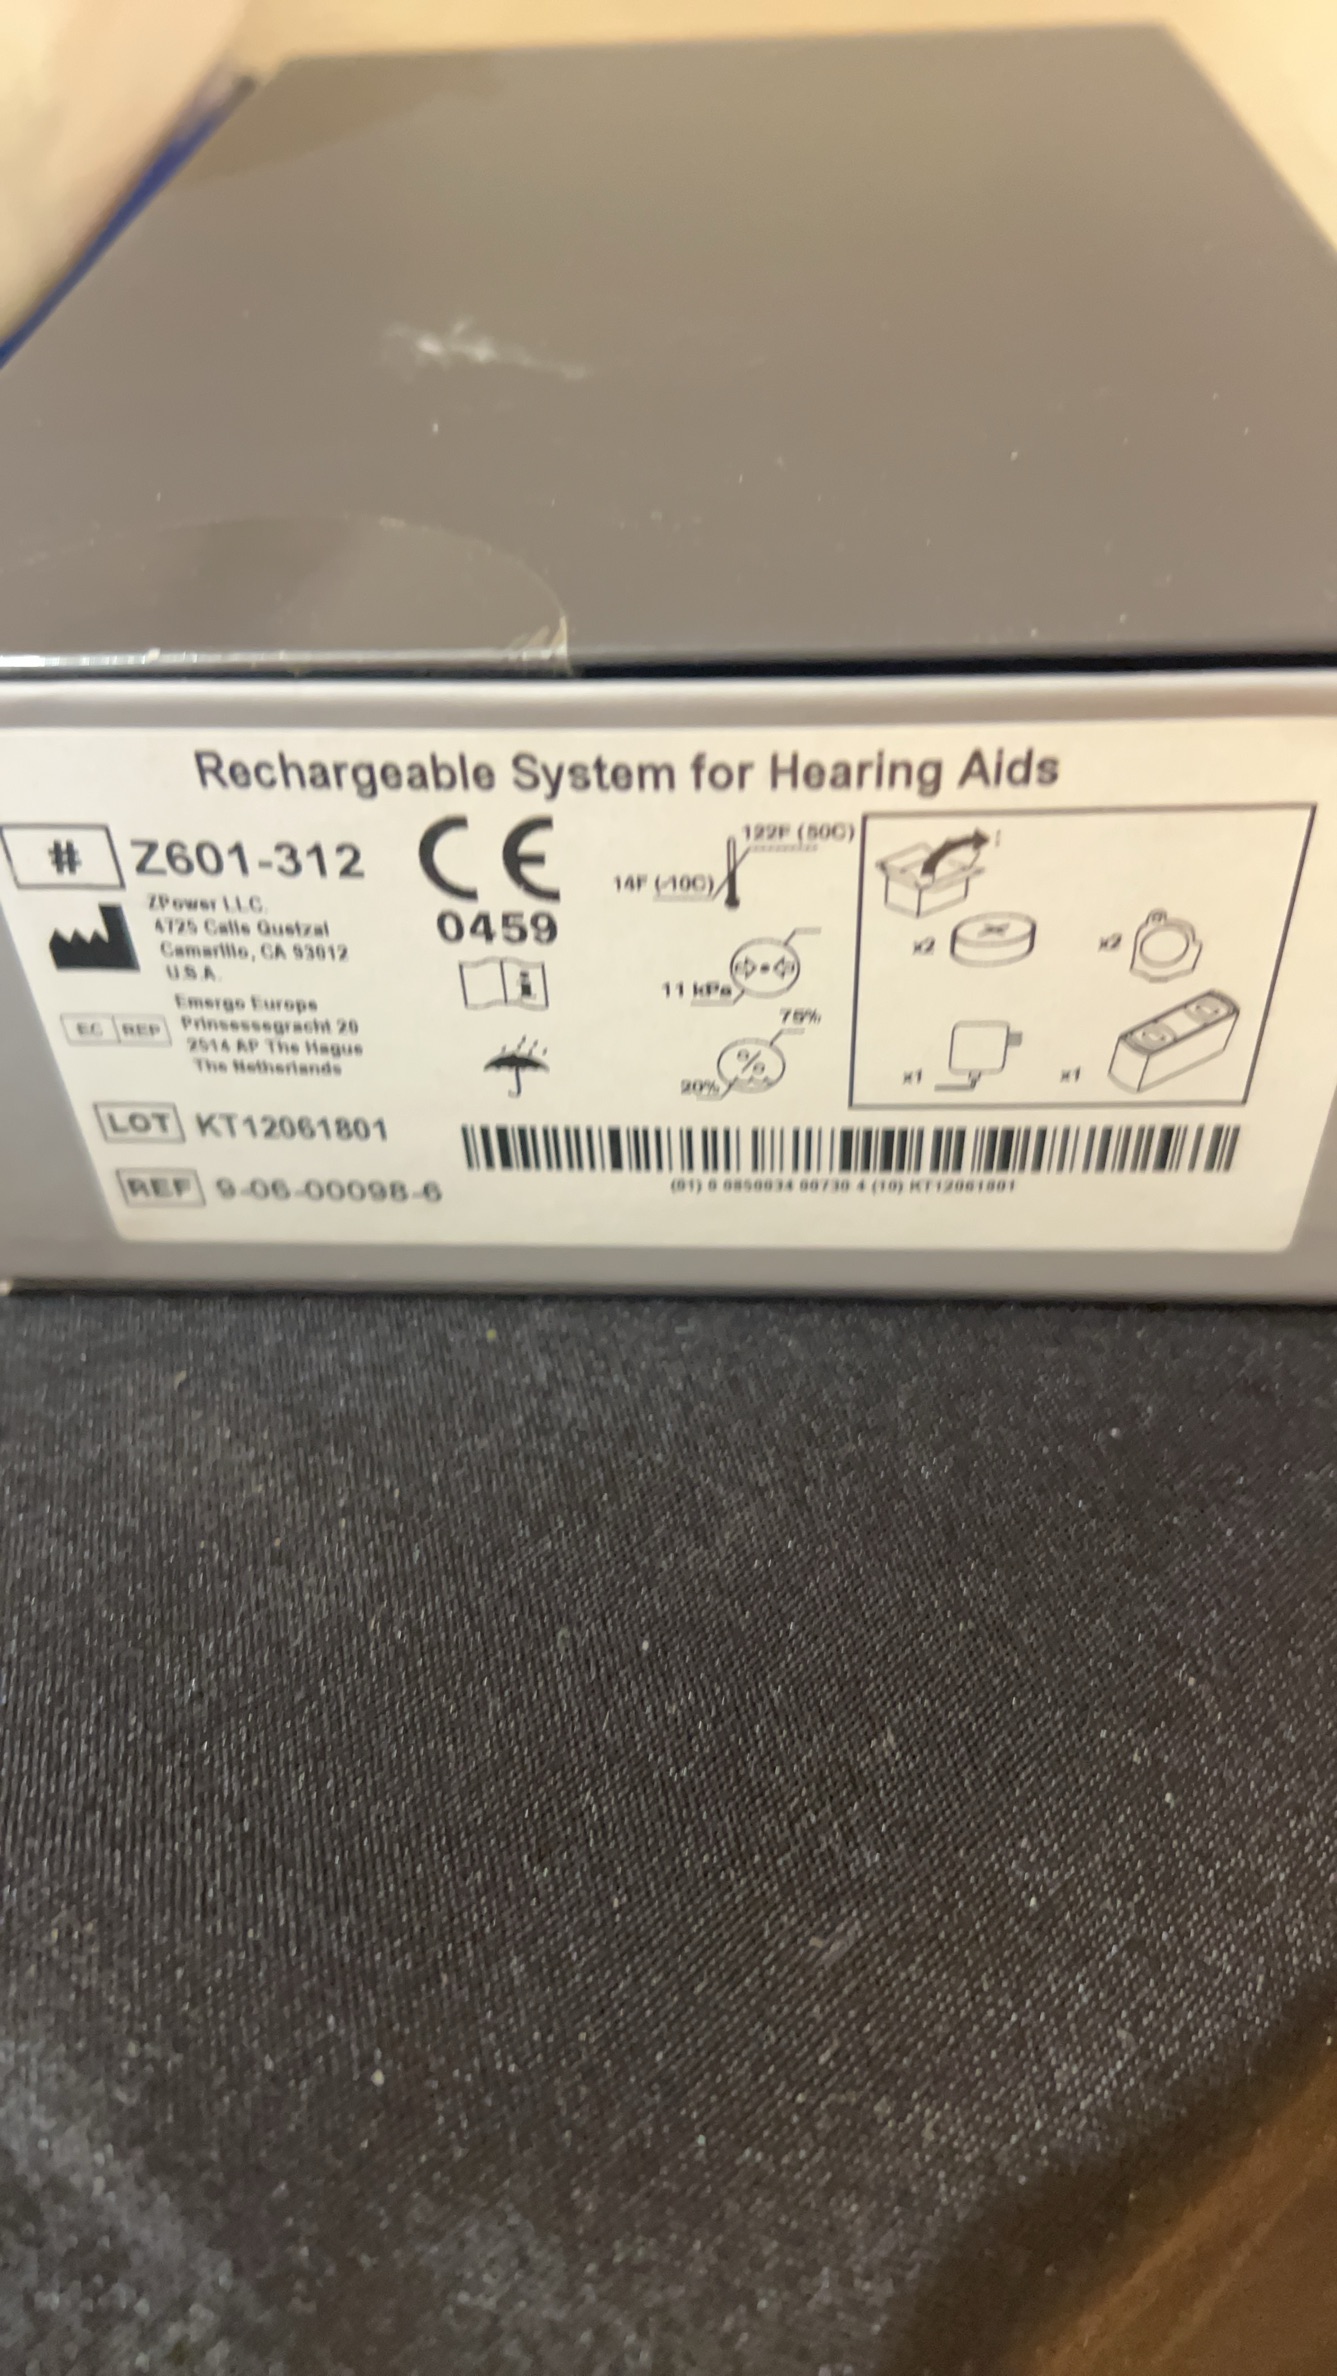 Rechargeable System for Hearing Aids
# Z601-312
ZPower LLC.
4725 Calle Quetzal
Camarillo, CA 93012
U.S.A.
EC REP
Emergo Europe
Prinsessegracht 20
2514 AP The Hague
The Netherlands
LOT KT12061801
REF 9-06-00098-6
CE
0459
i
122F (50C)
14F (-10C)
11 kPa
75%
%
20%
x2
x2
x1
x1
(10) KT12061801